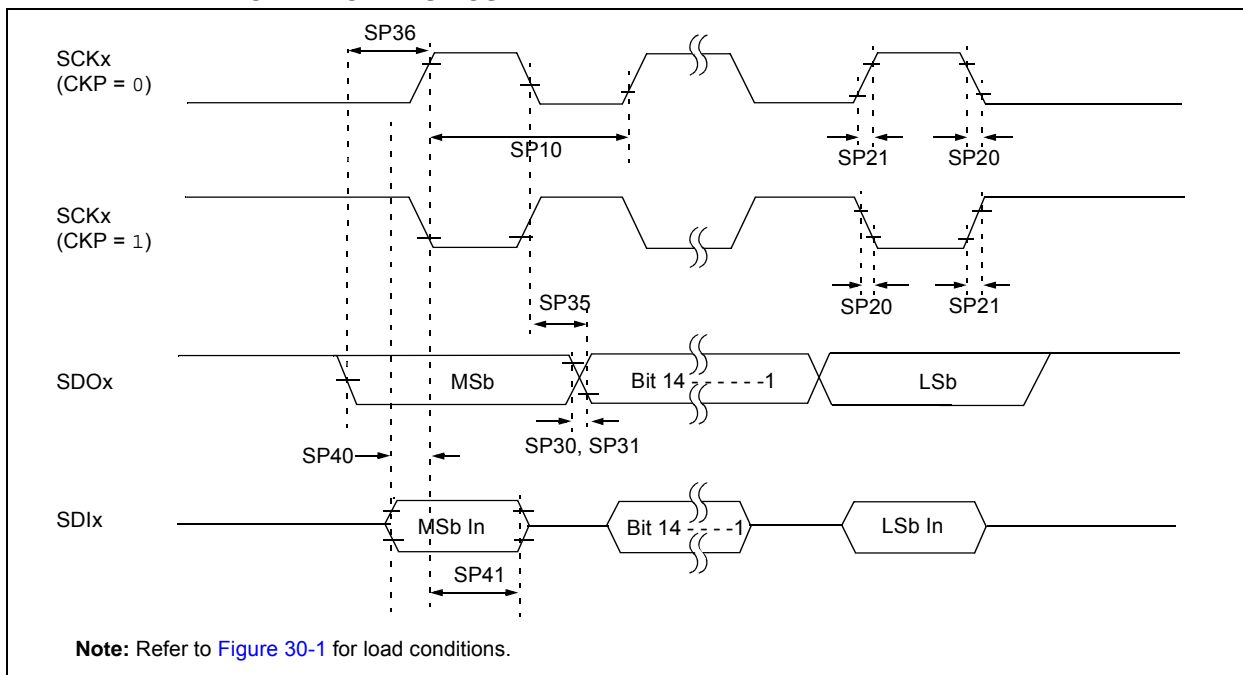 SP36
SCKx
(CKP = 0)
SP10
SP21
SP20
SCKx
(CKP = 1)
SP35
SP20
SP21
SDOx
MSb
Bit 14 - - - - - -1
LSb
SP30, SP31
SP40
SDIx
MSb In
Bit 14 - - - -1
LSb In
SP41
Note: Refer to Figure 30-1 for load conditions.